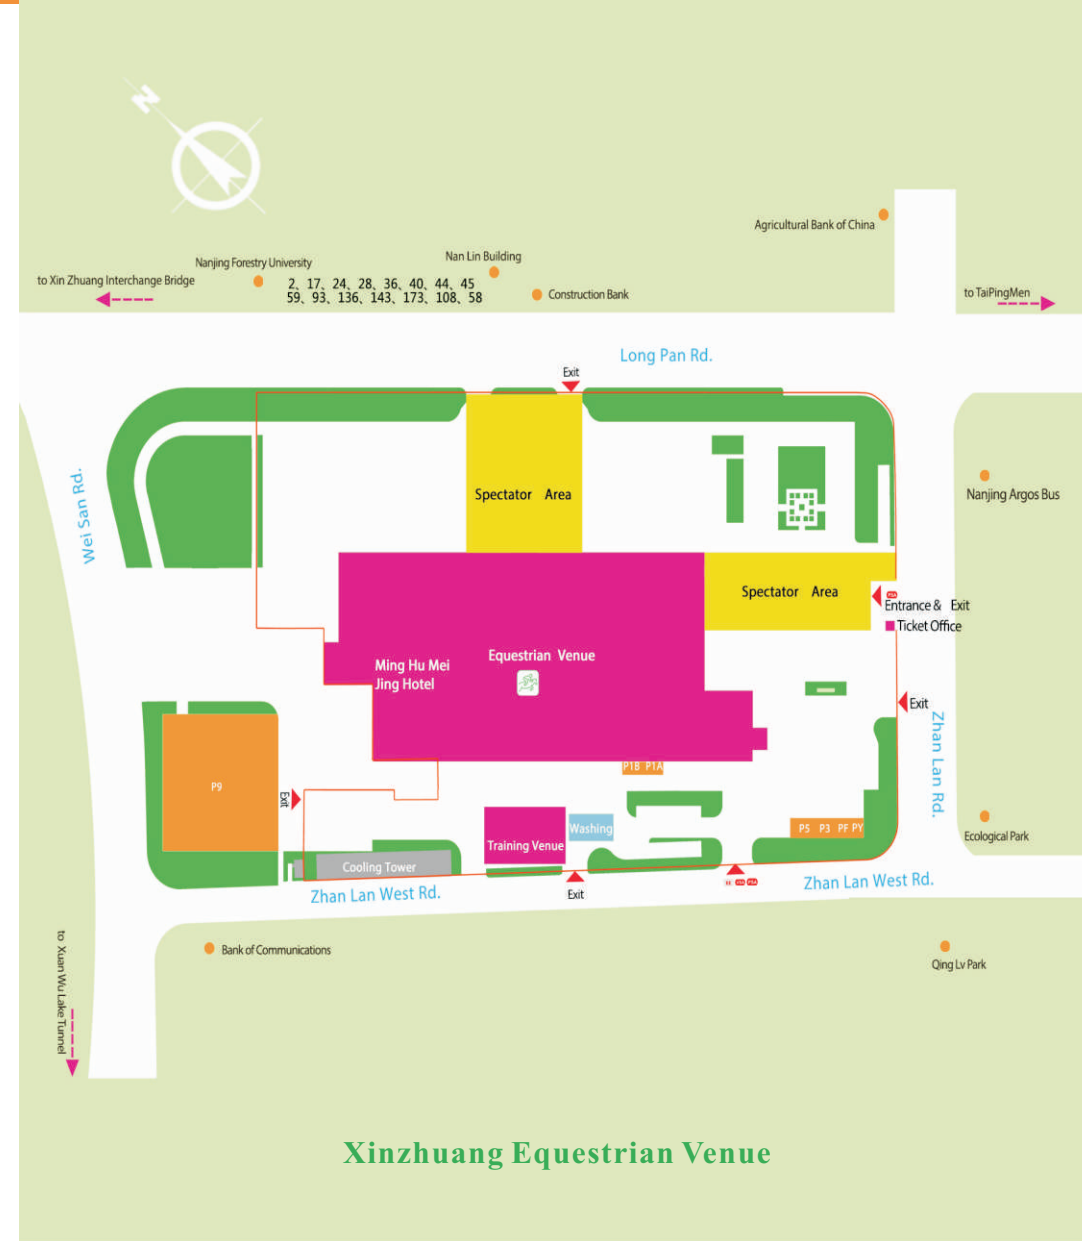 N
Agricultural Bank of China
Nan Lin Building
Nanjing Forestry University
to Xin Zhuang Interchange Bridge
2、17、24、28、36、40、44、45
59、93、136、143、173、108、58
Construction Bank
to TaiPingMen
Long Pan Rd.
Exit
Wei San Rd.
Spectator Area
Nanjing Argos Bus
Spectator Area
Entrance & Exit
Ticket Office
Equestrian Venue
Ming Hu Mei
Jing Hotel
Exit
Zhan Lan Rd.
P1B P1A
P9
Exit
P5 P3 PF PY
Washing
Training Venue
Ecological Park
Cooling Tower
Zhan Lan West Rd.
Exit
Zhan Lan West Rd.
Bank of Communications
Qing Lv Park
to Xuan Wu Lake Tunnel
Xinzhuang Equestrian Venue